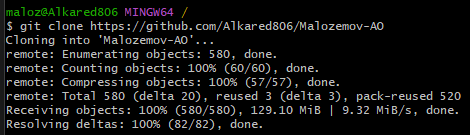 maloz@Alkared806 MINGW64 /
$ git clone https://github.com/Alkared806/Malozemov-AO
Cloning into 'Malozemov-AO'...
remote: Enumerating objects: 580, done.
remote: Counting objects: 100% (60/60), done.
remote: Compressing objects: 100% (57/57), done.
remote: Total 580 (delta 20), reused 3 (delta 3), pack-reused 520
Receiving objects: 100% (580/580), 129.10 MiB | 9.32 MiB/s, done.
Resolving deltas: 100% (82/82), done.